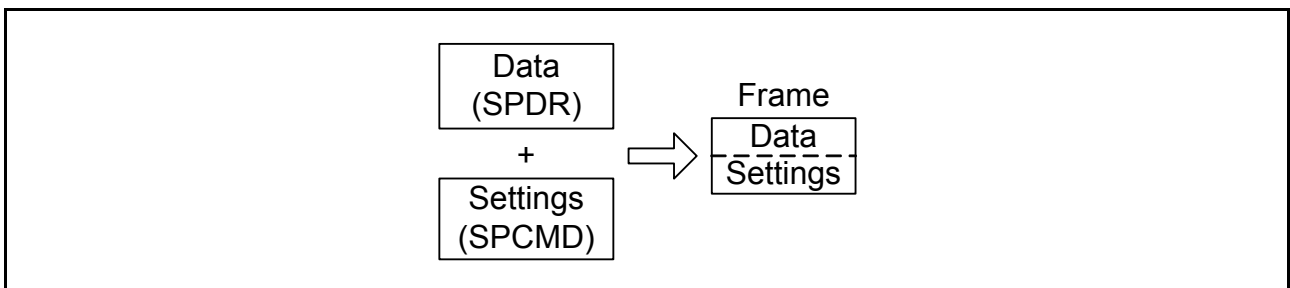 Data
(SPDR)
+
Settings
(SPCMD)
Frame
Data
Settings